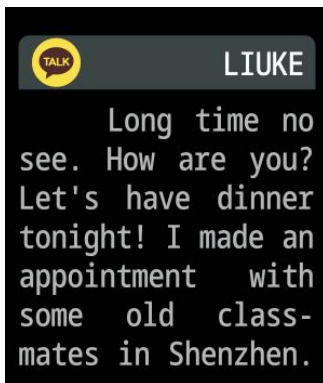 TALK
LIUKE
Long time no
see. How are you?
Let's have dinner
tonight! I made an
appointment with
some old class-
mates in Shenzhen.